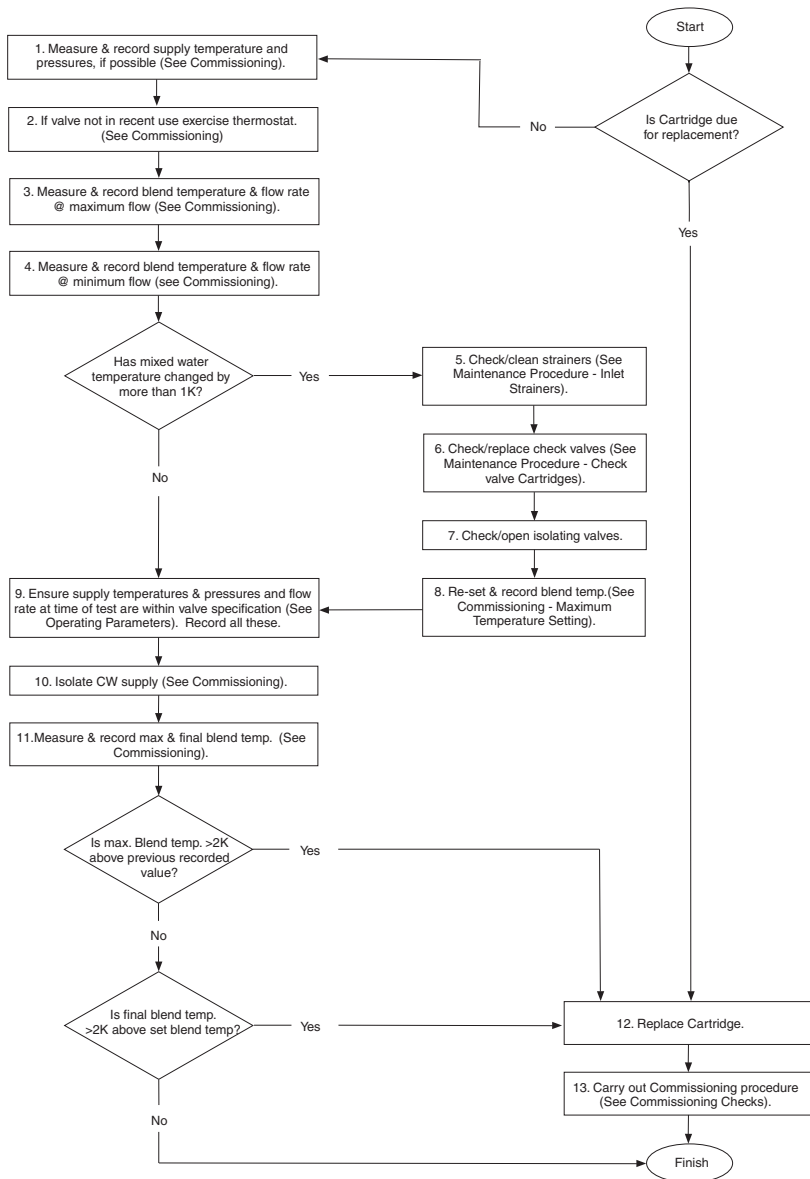 Start
Is Cartridge due
for replacement?
No
Yes
1. Measure & record supply temperature and
pressures, if possible (See Commissioning).
2. If valve not in recent use exercise thermostat.
(See Commissioning)
3. Measure & record blend temperature & flow rate
@ maximum flow (See Commissioning).
4. Measure & record blend temperature & flow rate
@ minimum flow (see Commissioning).
Has mixed water
temperature changed by
more than 1K?
Yes
No
5. Check/clean strainers (See
Maintenance Procedure - Inlet
Strainers).
6. Check/replace check valves (See
Maintenance Procedure - Check
valve Cartridges).
7. Check/open isolating valves.
8. Re-set & record blend temp.(See
Commissioning - Maximum
Temperature Setting).
9. Ensure supply temperatures & pressures and flow
rate at time of test are within valve specification (See
Operating Parameters).  Record all these.
10. Isolate CW supply (See Commissioning).
11.Measure & record max & final blend temp.  (See
Commissioning).
Is max. Blend temp. >2K
above previous recorded
value?
Yes
No
Is final blend temp.
>2K above set blend temp?
Yes
No
12. Replace Cartridge.
13. Carry out Commissioning procedure
(See Commissioning Checks).
Finish